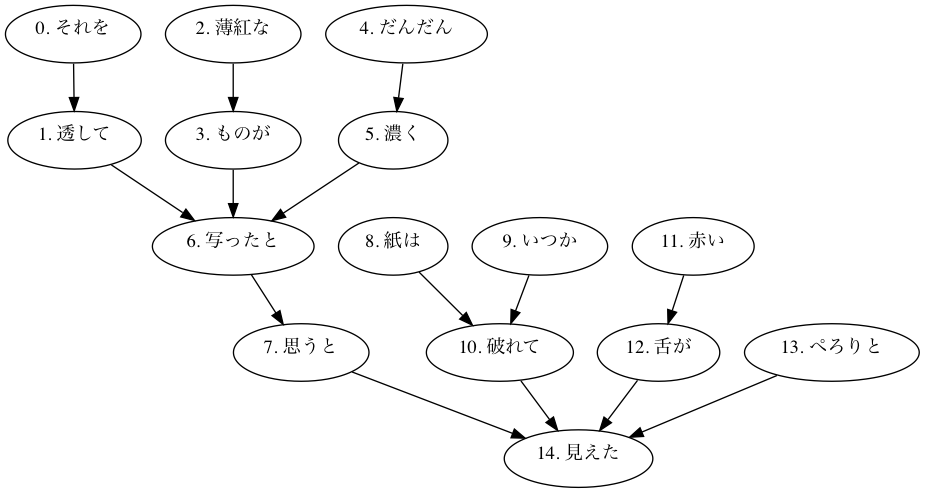 0. それを
2. 薄紅な
4. だんだん
1. 透して
3. ものが
5. 濃く
6. 写ったと
8. 紙は
9. いつか
11. 赤い
7. 思うと
10. 破れて
12. 舌が
13. ぺろりと
14. 見えた